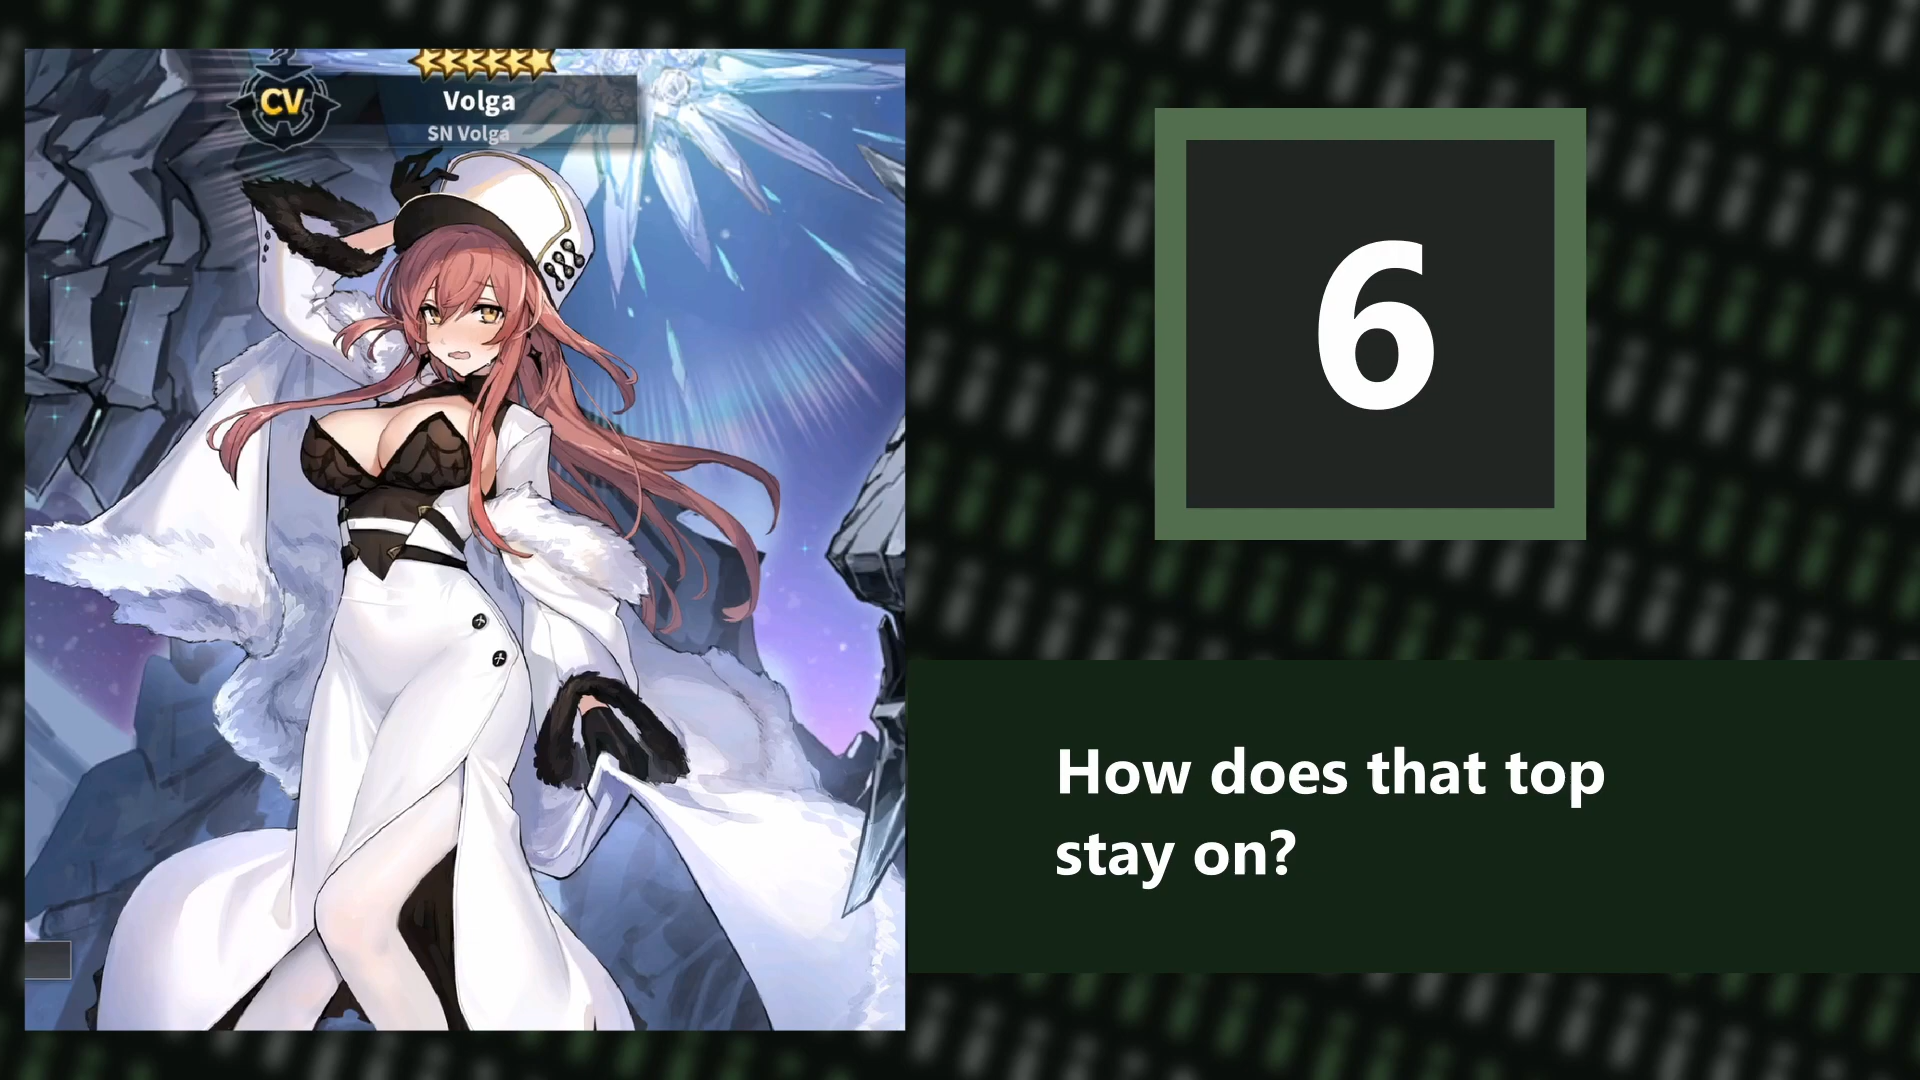 CV
Volga
SN Volga
6
How does that top
stay on?